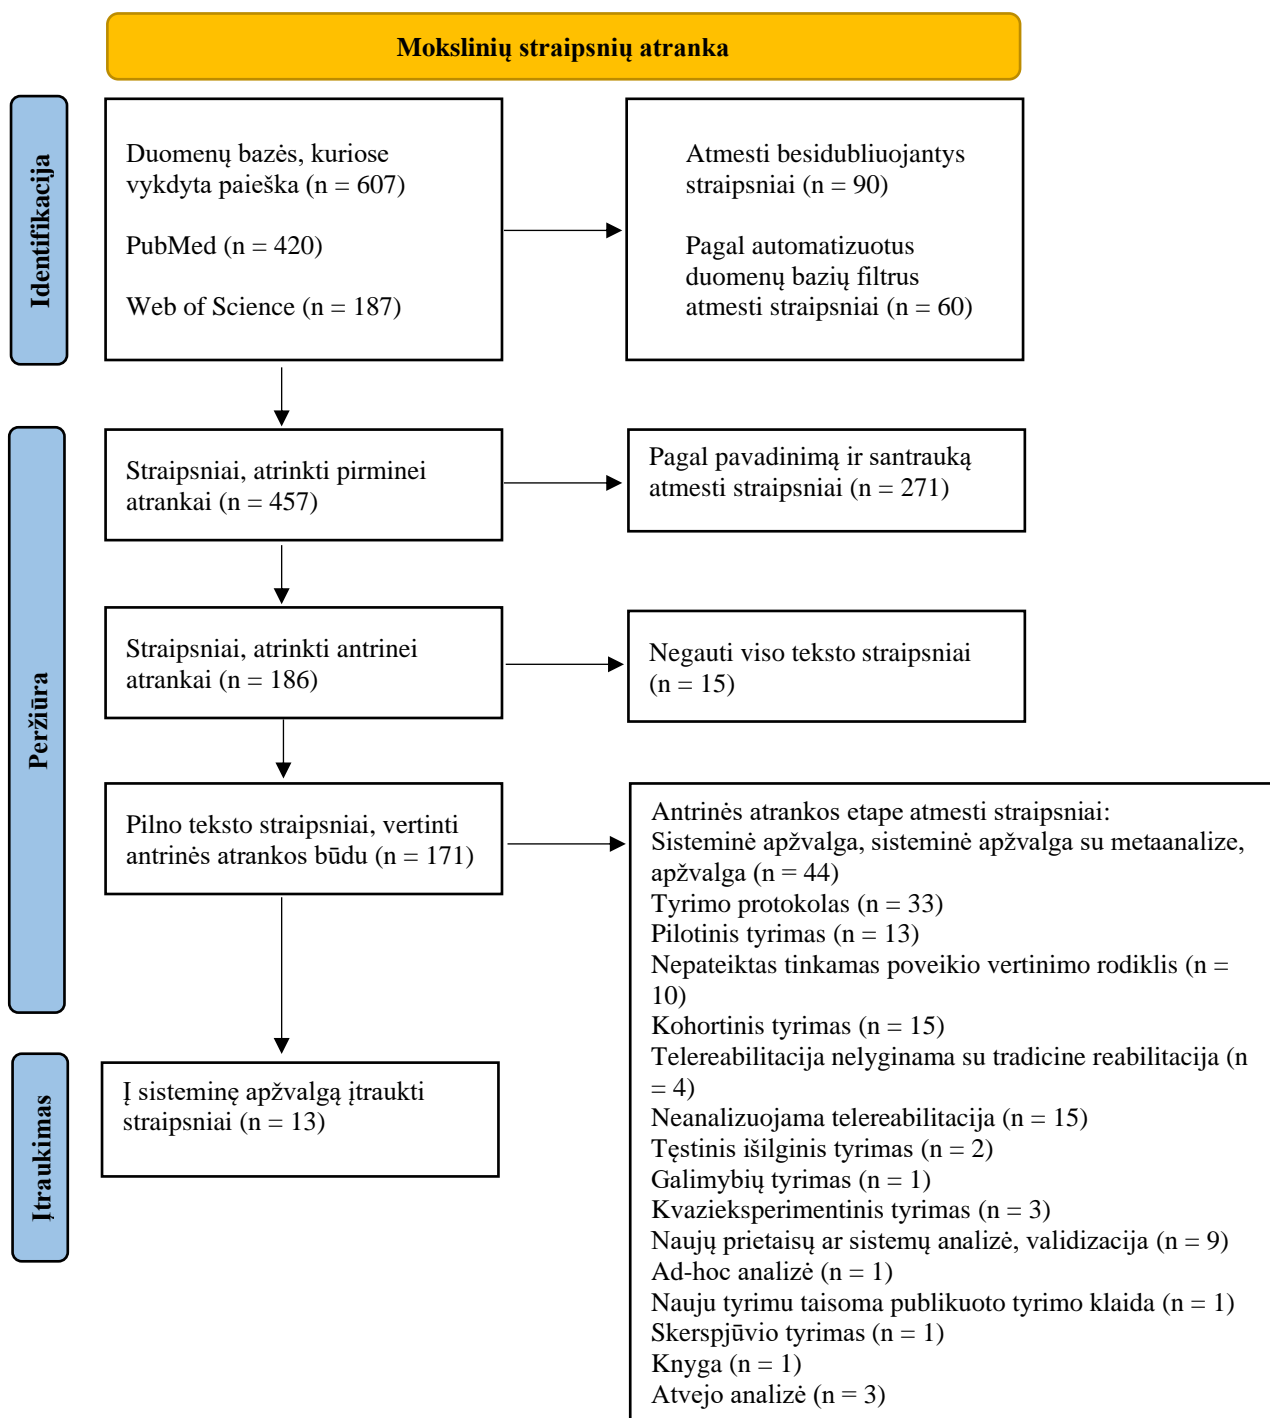 Mokslinių straipsnių atranka
Identifikacija
Duomenų bazės, kuriose
vykdyta paieška (n = 607)
PubMed (n = 420)
Web of Science (n = 187)
Atmesti besidubliuojantys
straipsniai (n = 90)
Pagal automatizuotus
duomenų bazių filtrus
atmesti straipsniai (n = 60)
Peržiūra
Straipsniai, atrinkti pirminei
atrankai (n = 457)
Pagal pavadinimą ir santrauką
atmesti straipsniai (n = 271)
Straipsniai, atrinkti antrinei
atrankai (n = 186)
Negauti viso teksto straipsniai
(n = 15)
Pilno teksto straipsniai, vertinti
antrinės atrankos būdu (n = 171)
Antrinės atrankos etape atmesti straipsniai:
Sisteminė apžvalga, sisteminė apžvalga su metaanalize,
apžvalga (n = 44)
Tyrimo protokolas (n = 33)
Pilotinis tyrimas (n = 13)
Nepateiktas tinkamas poveikio vertinimo rodiklis (n =
10)
Kohortinis tyrimas (n = 15)
Telereabilitacija nelyginama su tradicine reabilitacija (n
= 4)
Neanalizuojama telereabilitacija (n = 15)
Tęstinis išilginis tyrimas (n = 2)
Galimybių tyrimas (n = 1)
Kvazieksperimentinis tyrimas (n = 3)
Naujų prietaisų ar sistemų analizė, validizacija (n = 9)
Ad-hoc analizė (n = 1)
Nauju tyrimu taisoma publikuoto tyrimo klaida (n = 1)
Skerspjūvio tyrimas (n = 1)
Knyga (n = 1)
Atvejo analizė (n = 3)
Įtraukimas
Į sisteminę apžvalgą įtraukti
straipsniai (n = 13)